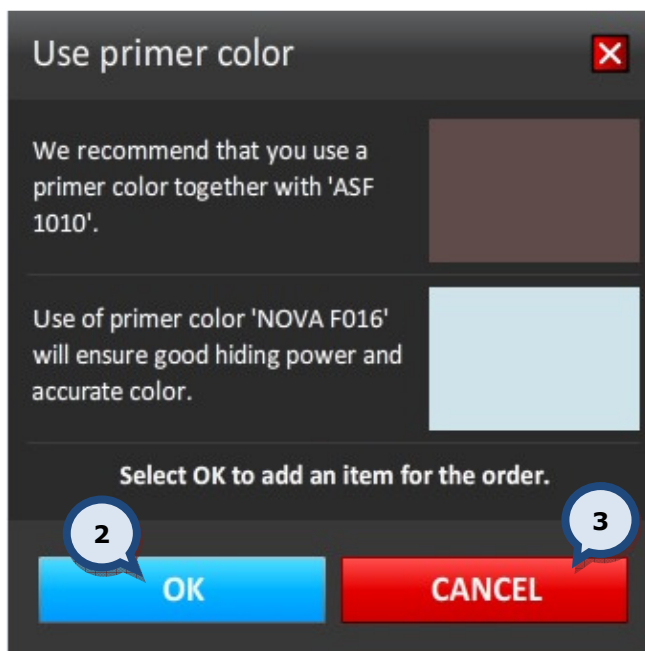 Use primer color
We recommend that you use a
primer color together with 'ASF
1010'.
Use of primer color 'NOVA F016'
will ensure good hiding power and
accurate color.
Select OK to add an item for the order.
2
3
OK
CANCEL